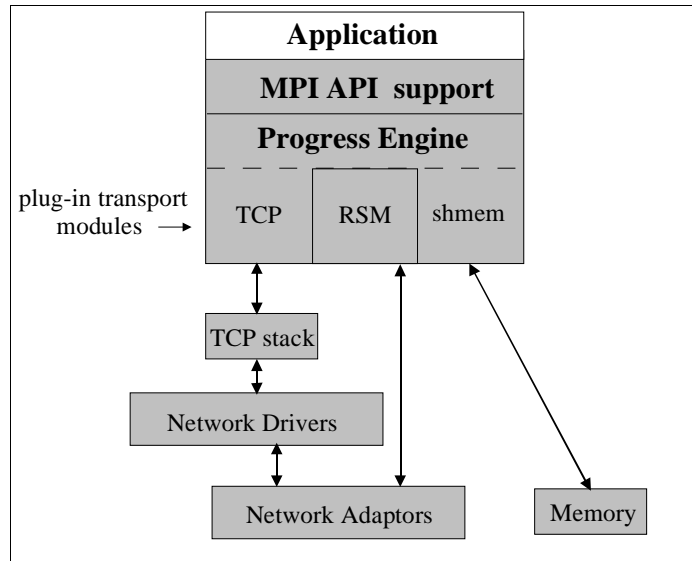 Application
MPI API support
Progress Engine
plug-in transport
modules
TCP
RSM
shmem
TCP stack
Network Drivers
Network Adaptors
Memory